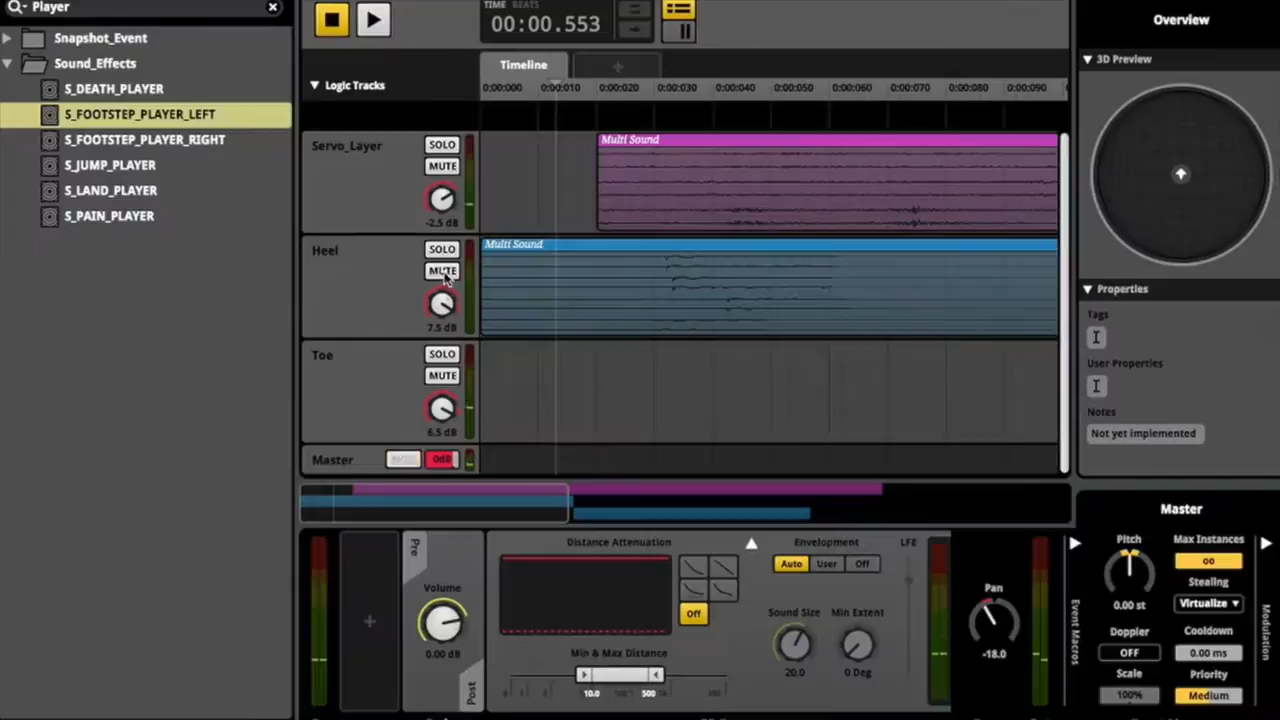 Player
Snapshot_Event
Sound_Effects
S_DEATH_PLAYER
S_FOOTSTEP_PLAYER_LEFT
S_FOOTSTEP_PLAYER_RIGHT
S_JUMP_PLAYER
S_LAND_PLAYER
S_PAIN_PLAYER
TIME BEATS
00:00.553
Timeline
Logic Tracks
0:00:000 0:00:010 0:00:020 0:00:030 0:00:040 0:00:050 0:00:060 0:00:070 0:00:080 0:00:090
Servo_Layer
SOLO
MUTE
-2.5 dB
Multi Sound
Heel
SOLO
MUTE
7.5 dB
Multi Sound
Toe
SOLO
MUTE
6.5 dB
Master
0dB
Overview
3D Preview
Properties
Tags
User Properties
Notes
Not yet implemented
Pre
Post
Volume
0.00 dB
Distance Attenuation
Off
Min & Max Distance
10.0
500
Envelopment
Auto User Off
Sound Size
20.0
Min Extent
0 Deg
LFE
Pan
-18.0
Event Macros
Master
Pitch
0.00 st
Doppler
OFF
Scale
100%
Max Instances
∞
Stealing
Virtualize
Cooldown
0.00 ms
Priority
Medium
Modulation